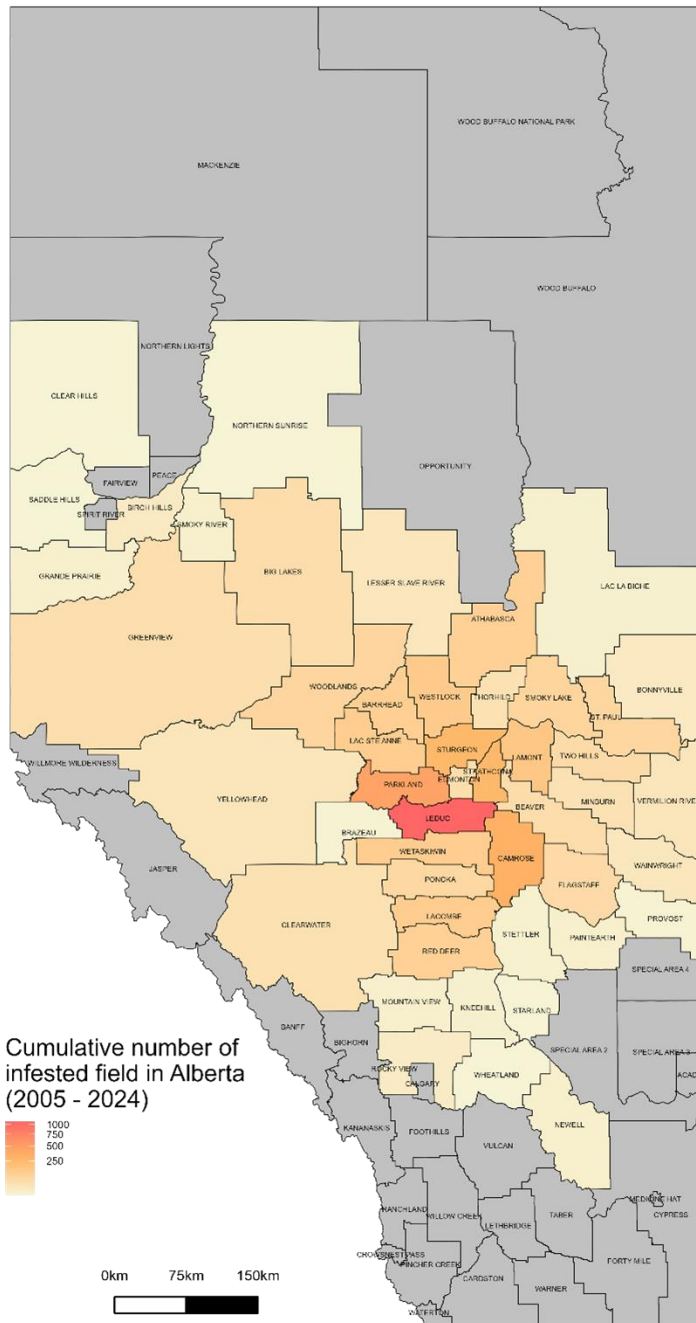 WOOD BUFFALO NATIONAL PARK
MACKENZIE
WOOD BUFFALO
NORTHERN LIGHTS
CLEAR HILLS
NORTHERN SUNRISE
OPPORTUNITY
PEACE
FAIRVIEW
SADDLE HILLS
BIRCH HILLS
SPIRIT RIVER
SMOKY RIVER
BIG LAKES
GRANDE PRAIRIE
LESSER SLAVE RIVER
LAC LA BICHE
ATHABASCA
GREENVIEW
WOODLANDS
BONNYVILLE
WESTLOCK
THORHILD
SMOKY LAKE
BARRHEAD
ST. PAUL
LAC STE ANNE
STURGEON
LAMONT
TWO HILLS
WILLMORE WILDERNESS
STRATHCONA
EDMONTON
PARKLAND
YELLOWHEAD
MINBURN
VERMILION RIVER
BEAVER
LEDUC
BRAZEAU
WETASKIWIN
CAMROSE
JASPER
WAINWRIGHT
PONOKA
FLAGSTAFF
LACOMBE
PROVOST
CLEARWATER
STETTLER
PAINTEARTH
RED DEER
SPECIAL AREA 4
MOUNTAIN VIEW
KNEEHILL
STARLAND
BANFF
BIGHORN
SPECIAL AREA 2
SPECIAL AREA 3
ROCKY VIEW
WHEATLAND
ACAD
CALGARY
NEWELL
KANANASKIS
FOOTHILLS
VULCAN
MEDICINE HAT
CYPRESS
RANCHLAND
WILLOW CREEK
TABER
LETHBRIDGE
CROWSNEST PASS
PINCHER CREEK
FORTY MILE
CARDSTON
WARNER
WATERTON
Cumulative number of
infested field in Alberta
(2005 - 2024)
1000
750
500
250
0km 75km 150km